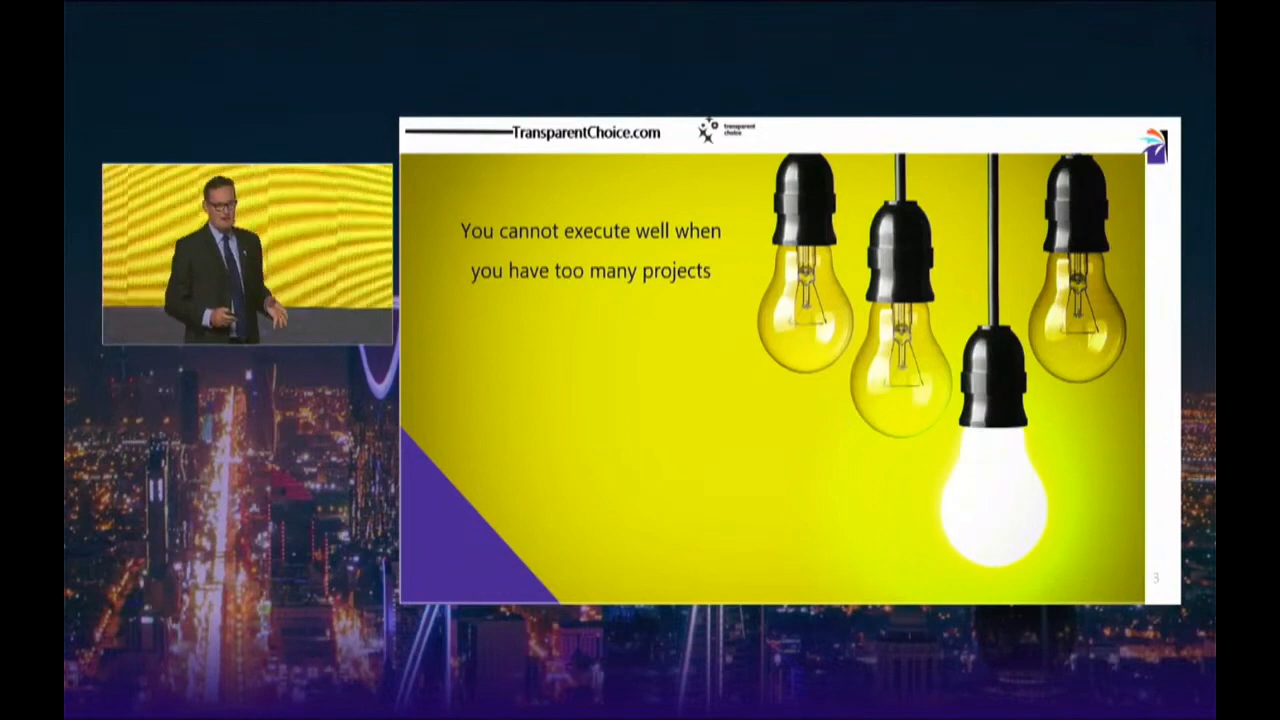 TransparentChoice.com
transparent
choice
You cannot execute well when
you have too many projects
3